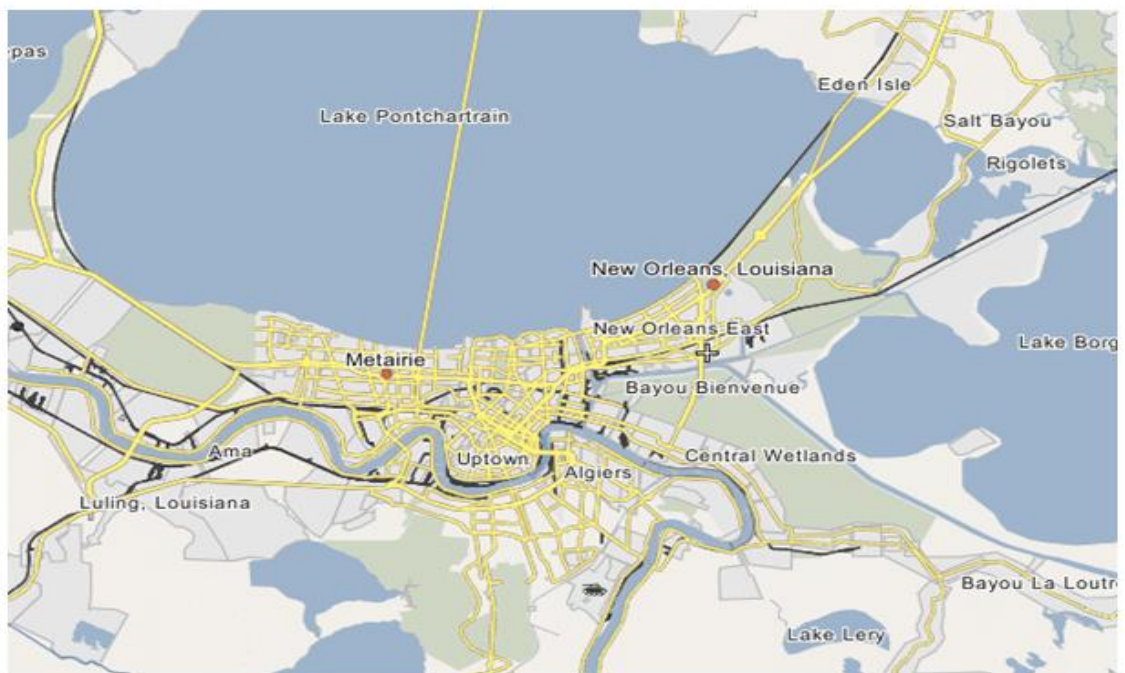 -pas
Eden Isle
Lake Pontchartrain
Salt Bayou
Rigolets
New Orleans, Louisiana
New Orleans East
Lake Borg
Metairie
Bayou Bienvenue
Ama
Uptown
Central Wetlands
Algiers
Luling, Louisiana
Bayou La Loutr
Lake Lery